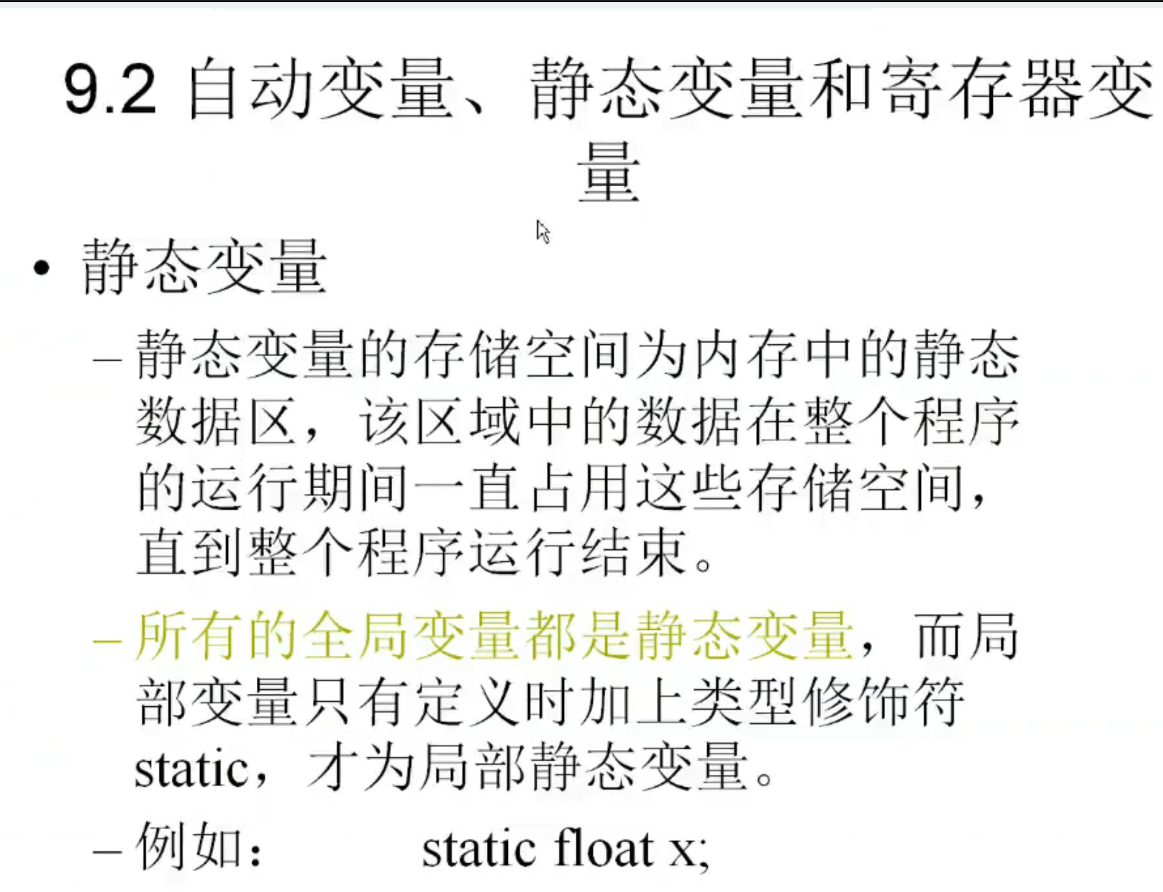 9.2 自动变量、静态变量和寄存器变
量
• 静态变量
– 静态变量的存储空间为内存中的静态
数据区，该区域中的数据在整个程序
的运行期间一直占用这些存储空间，
直到整个程序运行结束。
– 所有的全局变量都是静态变量，而局
部变量只有定义时加上类型修饰符
static，才为局部静态变量。
– 例如： static float x;